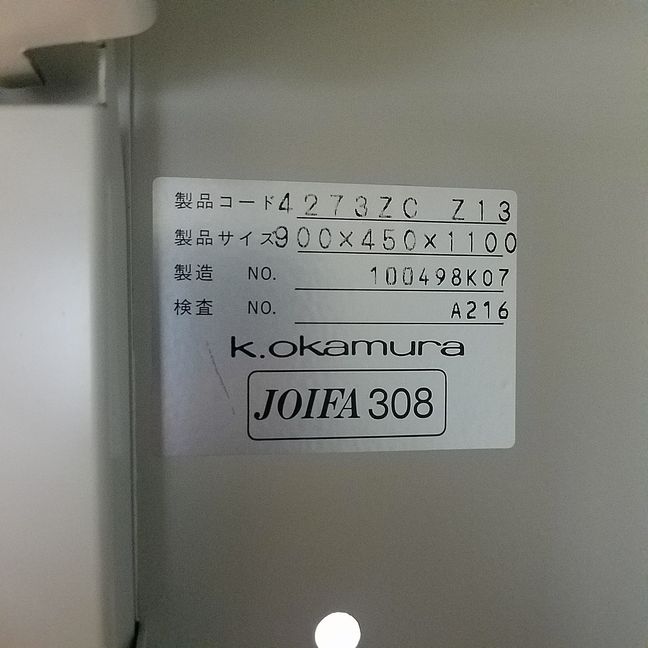 製品コード4273ZC Z13
製品サイズ900×450×1100
製造 NO. 100498K07
検査 NO. A216
k.okamura
JOIFA 308